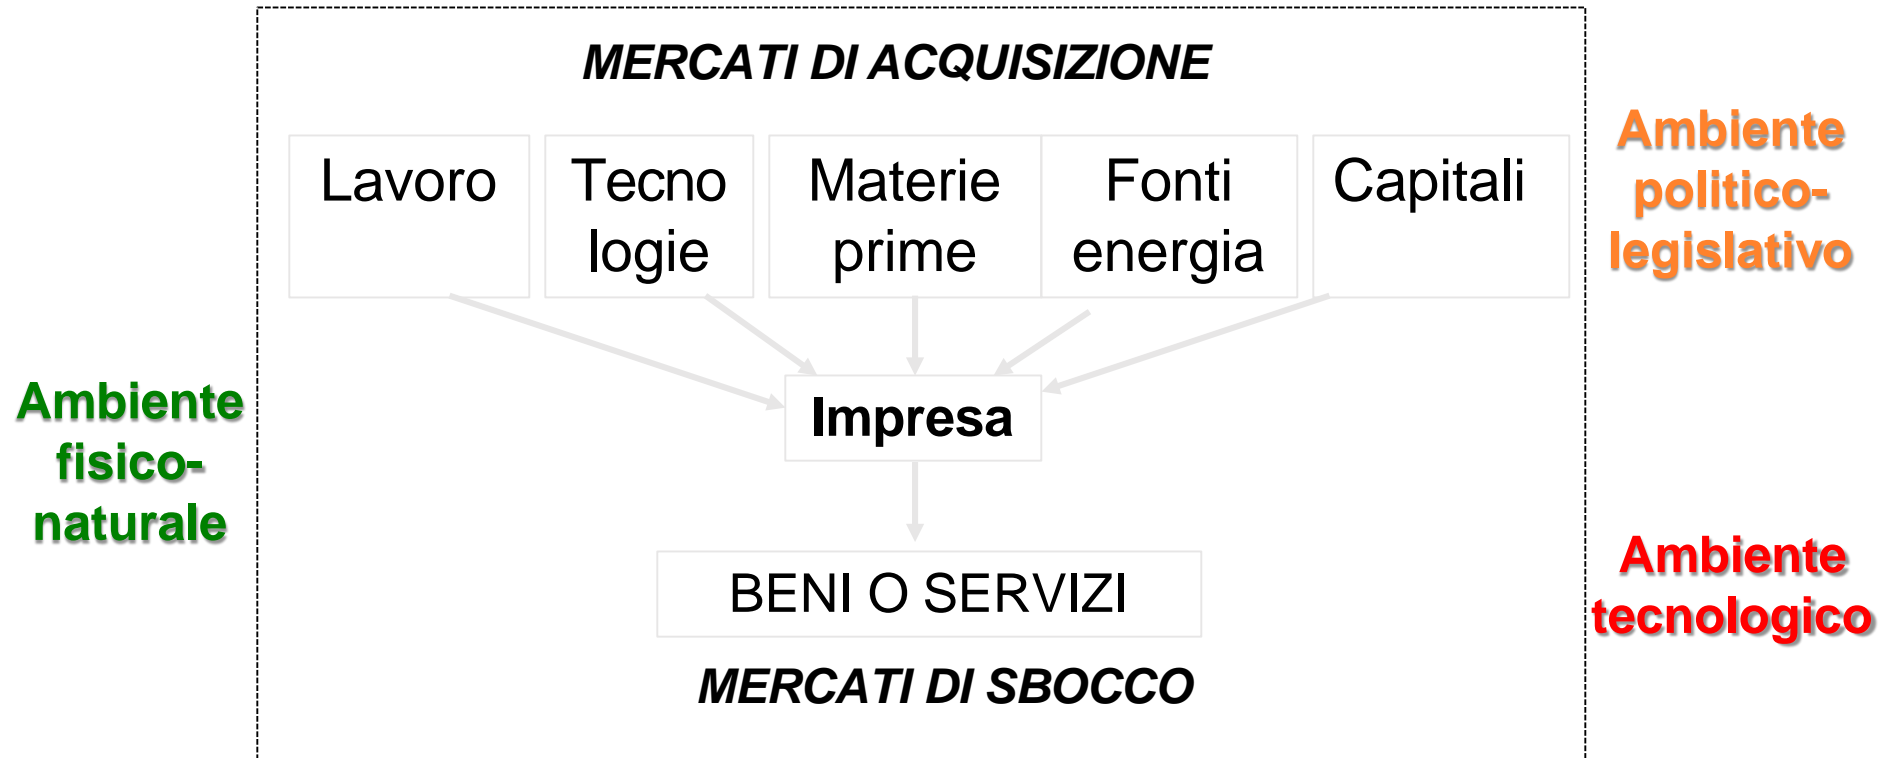 MERCATI DI ACQUISIZIONE
Lavoro
Tecno
logie
Materie
prime
Fonti
energia
Capitali
Ambiente
politico-
legislativo
Ambiente
fisico-
naturale
Impresa
BENI O SERVIZI
Ambiente
tecnologico
MERCATI DI SBOCCO